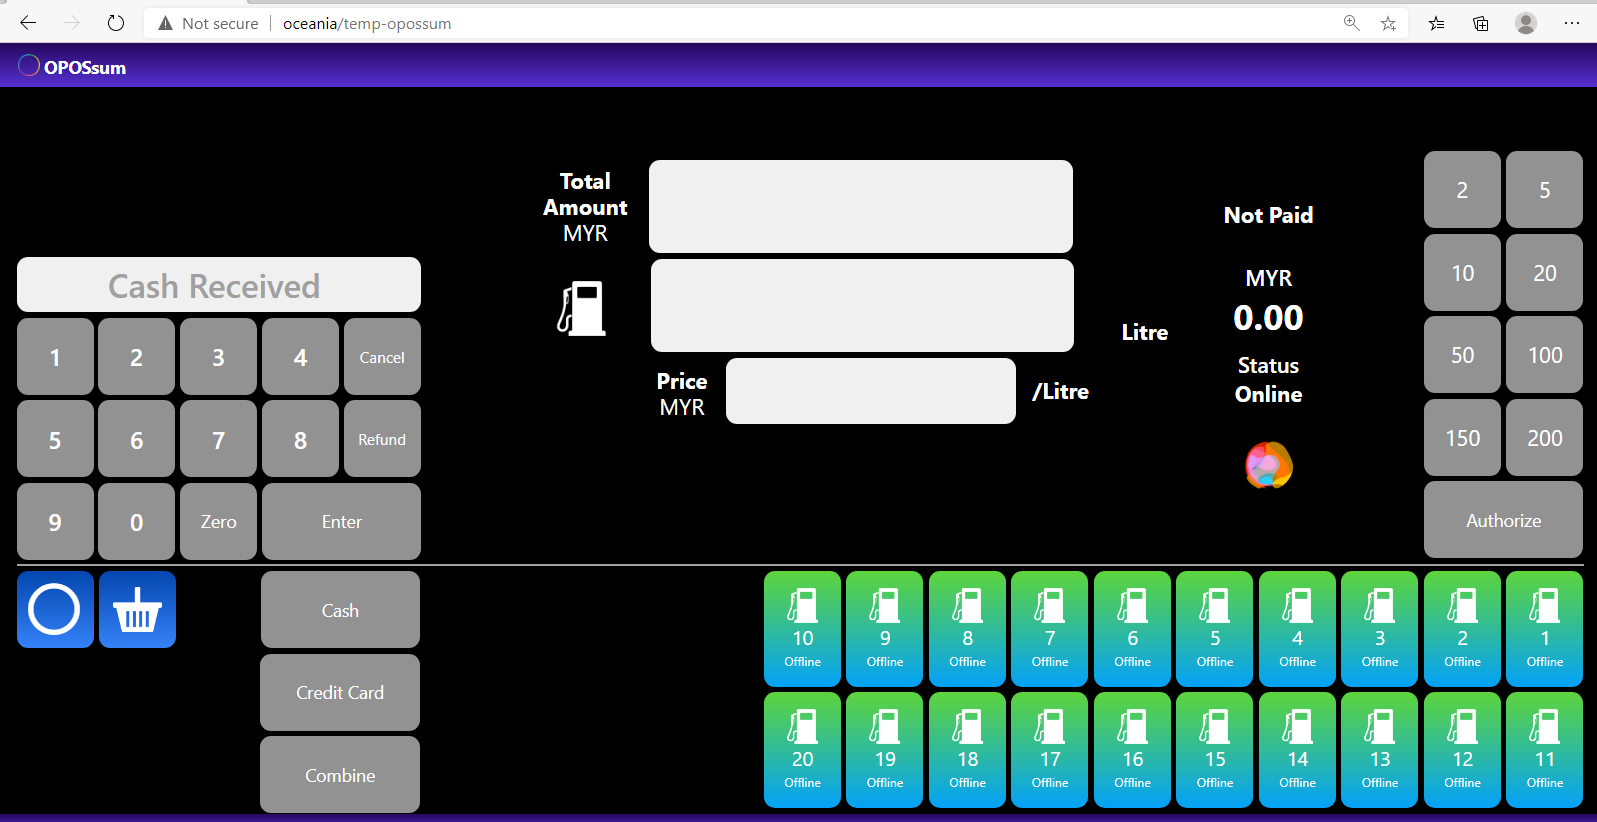 Not secure | oceania/temp-opossum
OPOSsum
Total
Amount
MYR
Not Paid
MYR
0.00
Litre
Status
Online
Price
MYR
/Litre
2 5
10 20
50 100
150 200
Authorize
Cash Received
1 2 3 4 Cancel
5 6 7 8 Refund
9 0 Zero Enter
Cash
Credit Card
Combine
10 9 8 7 6 5 4 3 2 1
Offline Offline Offline Offline Offline Offline Offline Offline Offline Offline
20 19 18 17 16 15 14 13 12 11
Offline Offline Offline Offline Offline Offline Offline Offline Offline Offline